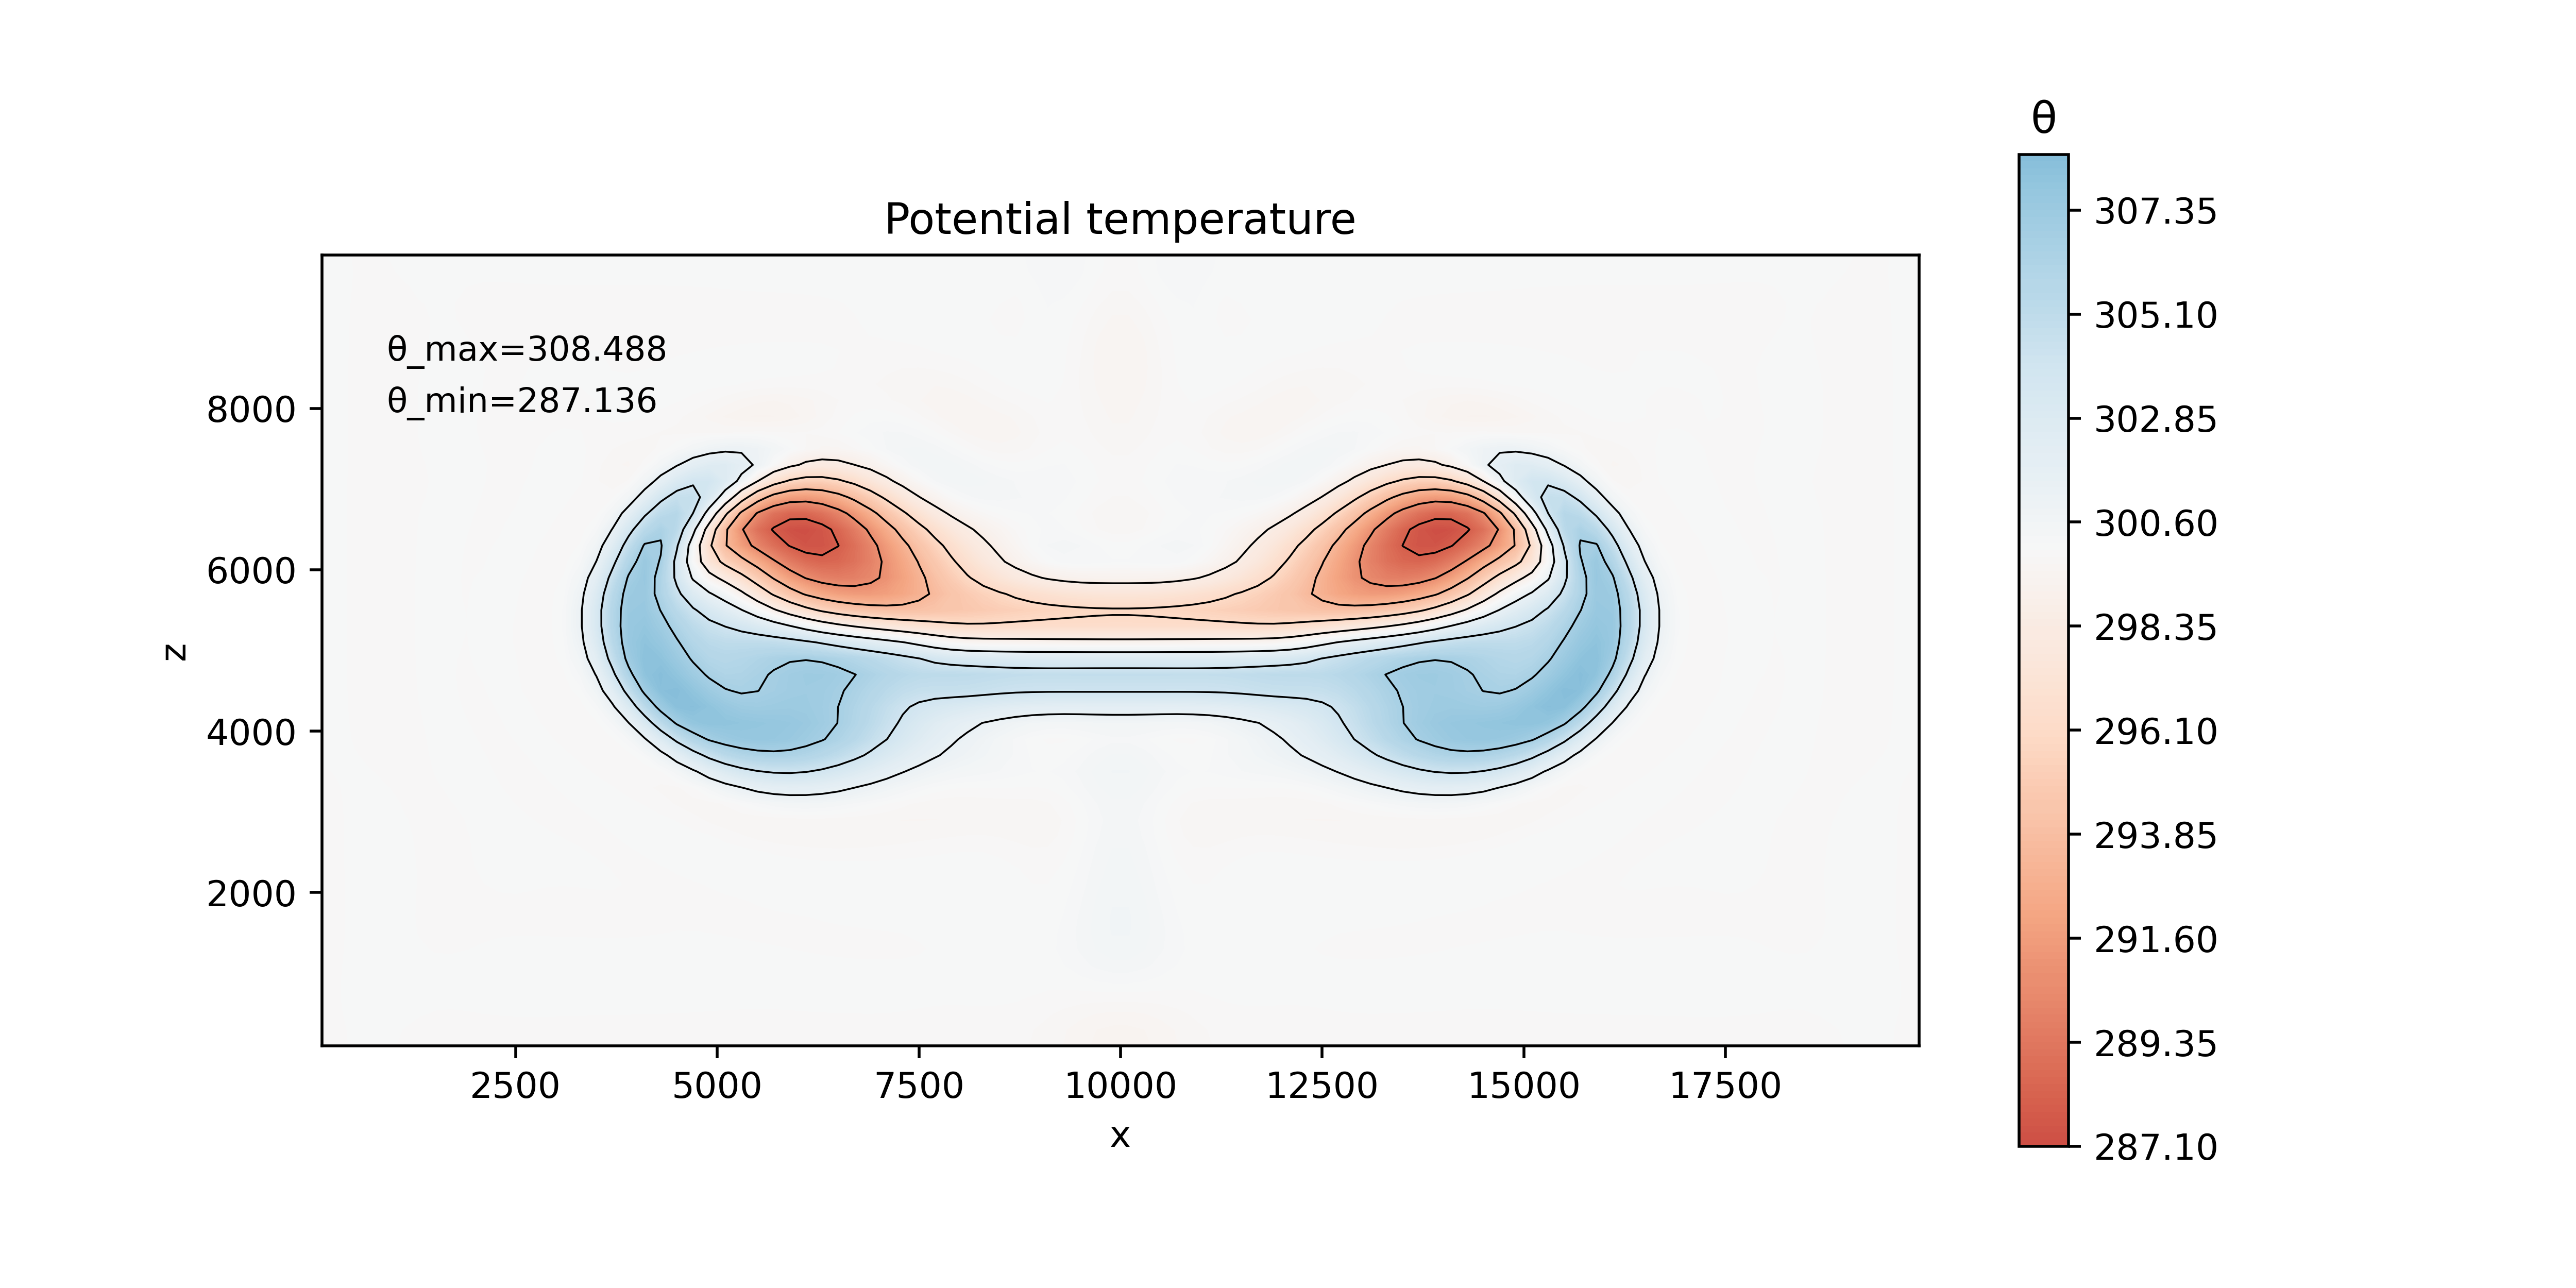 θ
Potential temperature
θ_max=308.488
θ_min=287.136
8000
6000
4000
2000
z
2500 5000 7500 10000 12500 15000 17500
x
307.35
305.10
302.85
300.60
298.35
296.10
293.85
291.60
289.35
287.10